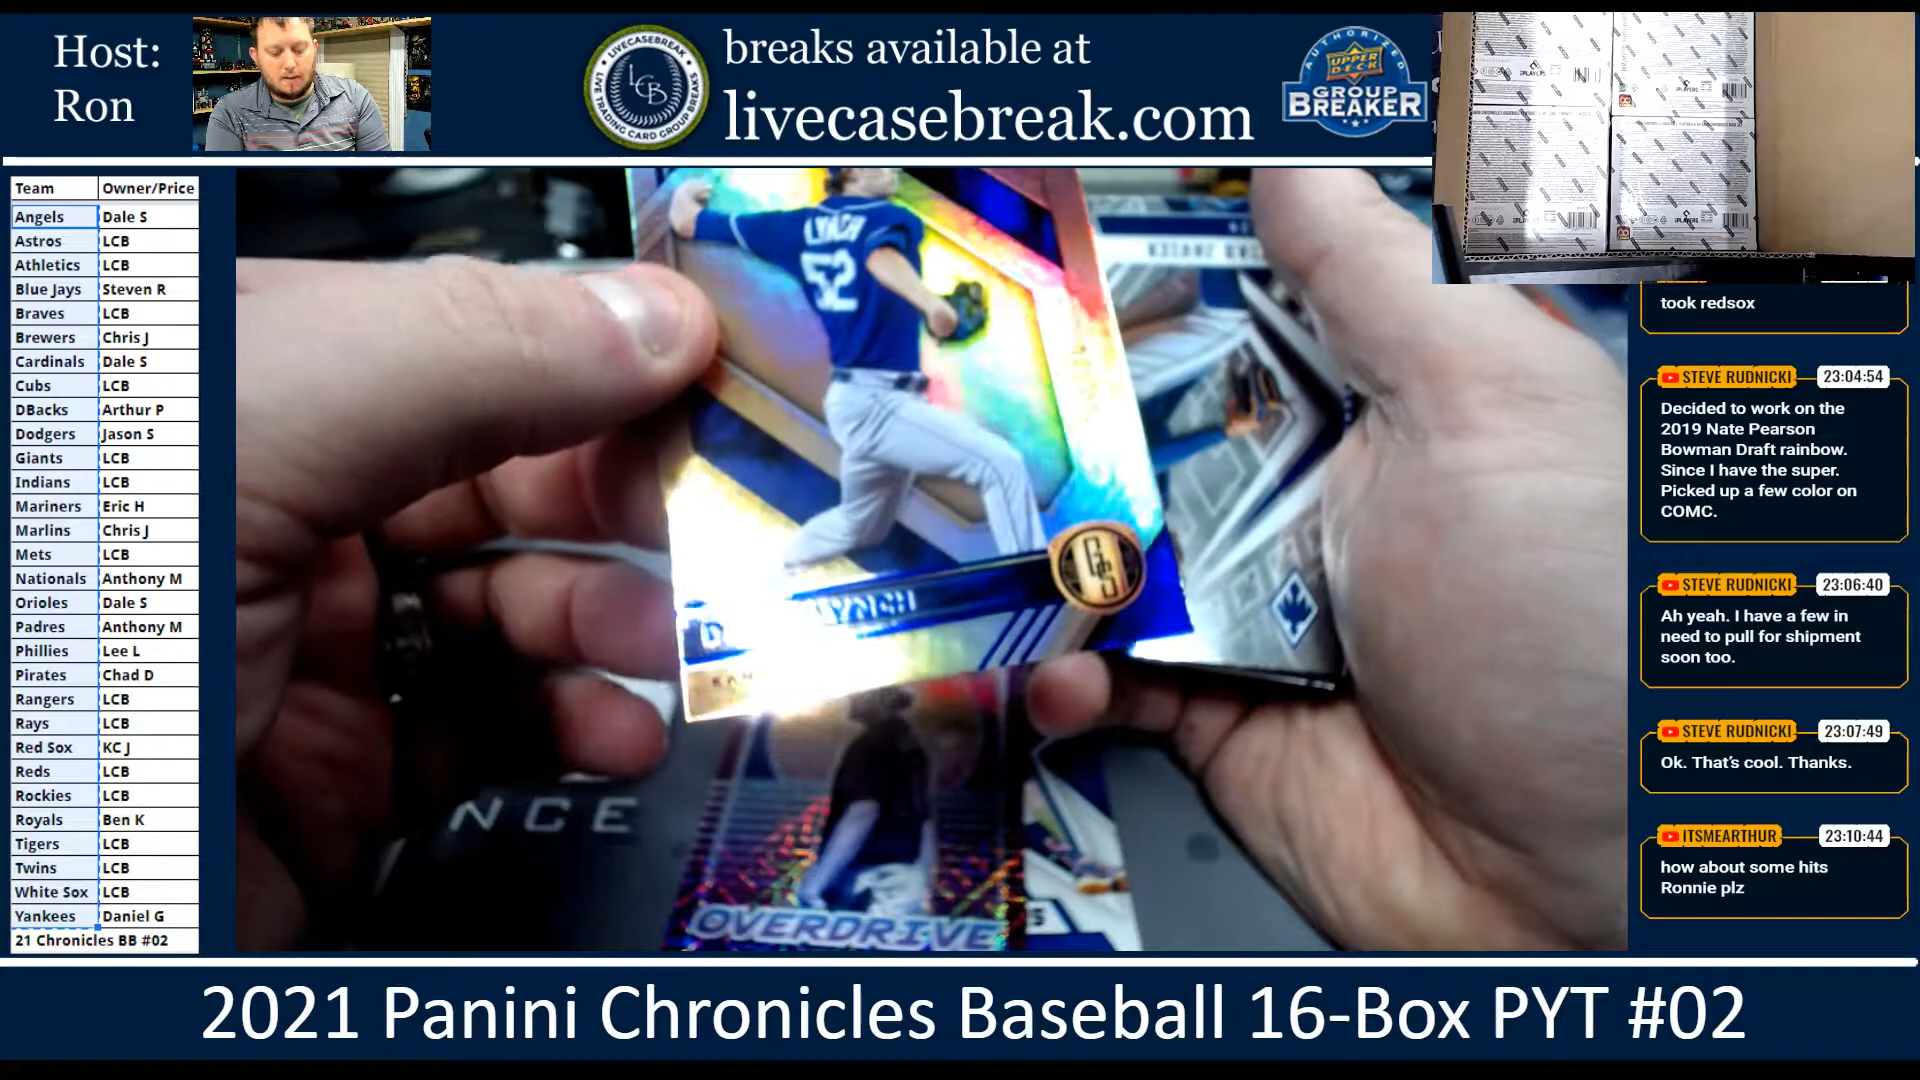 Host:
Ron
LIVECASEBREAK
LCB
LIVE TRADING CARD GROUP BREAKS
breaks available at
livecasebreak.com
AUTHORIZED
UPPER DECK
GROUP
BREAKER
Team Owner/Price
Angels Dale S
Astros LCB
Athletics LCB
Blue Jays Steven R
Braves LCB
Brewers Chris J
Cardinals Dale S
Cubs LCB
DBacks Arthur P
Dodgers Jason S
Giants LCB
Indians LCB
Mariners Eric H
Marlins Chris J
Mets LCB
Nationals Anthony M
Orioles Dale S
Padres Anthony M
Phillies Lee L
Pirates Chad D
Rangers LCB
Rays LCB
Red Sox KC J
Reds LCB
Rockies LCB
Royals Ben K
Tigers LCB
Twins LCB
White Sox LCB
Yankees Daniel G
21 Chronicles BB #02
LYNCH
52
LYNCH
GS
NCE
OVERDRIVE
took redsox
STEVE RUDNICKI 23:04:54
Decided to work on the
2019 Nate Pearson
Bowman Draft rainbow.
Since I have the super.
Picked up a few color on
COMC.
STEVE RUDNICKI 23:06:40
Ah yeah. I have a few in
need to pull for shipment
soon too.
STEVE RUDNICKI 23:07:49
Ok. That's cool. Thanks.
ITSMEARTHUR 23:10:44
how about some hits
Ronnie plz
2021 Panini Chronicles Baseball 16-Box PYT #02